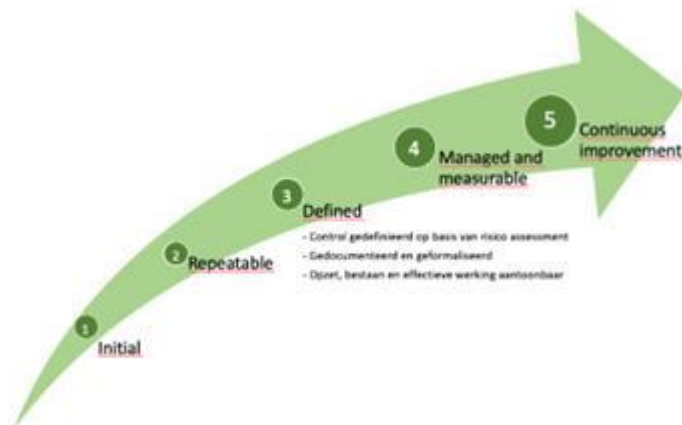 1
Initial
2
Repeatable
3
Defined
- Control gedefinieerd op basis van risico assessment
- Gedocumenteerd en geformaliseerd
- Opzet, bestaan en effectieve werking aantoonbaar
4
Managed and
measurable
5
Continuous
improvement